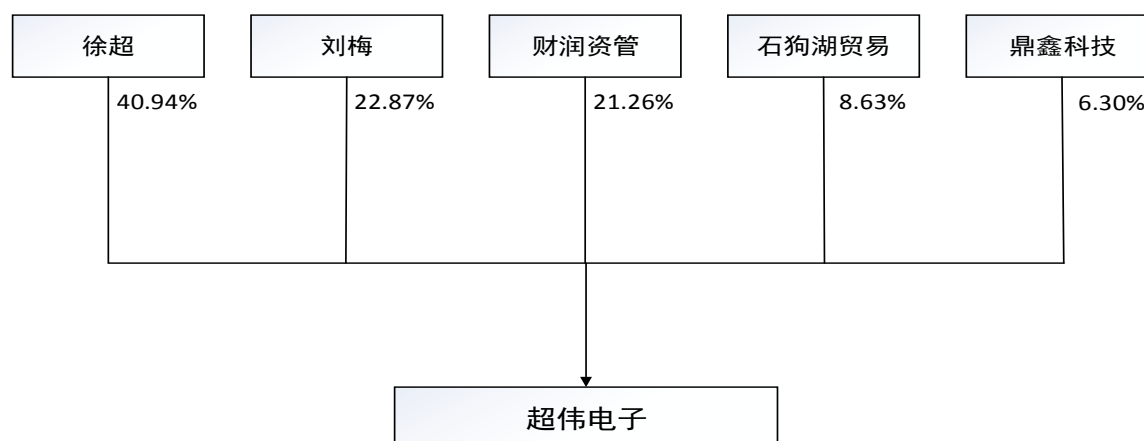 徐超
刘梅
财润资管
石狗湖贸易
鼎鑫科技
40.94%
22.87%
21.26%
8.63%
6.30%
超伟电子